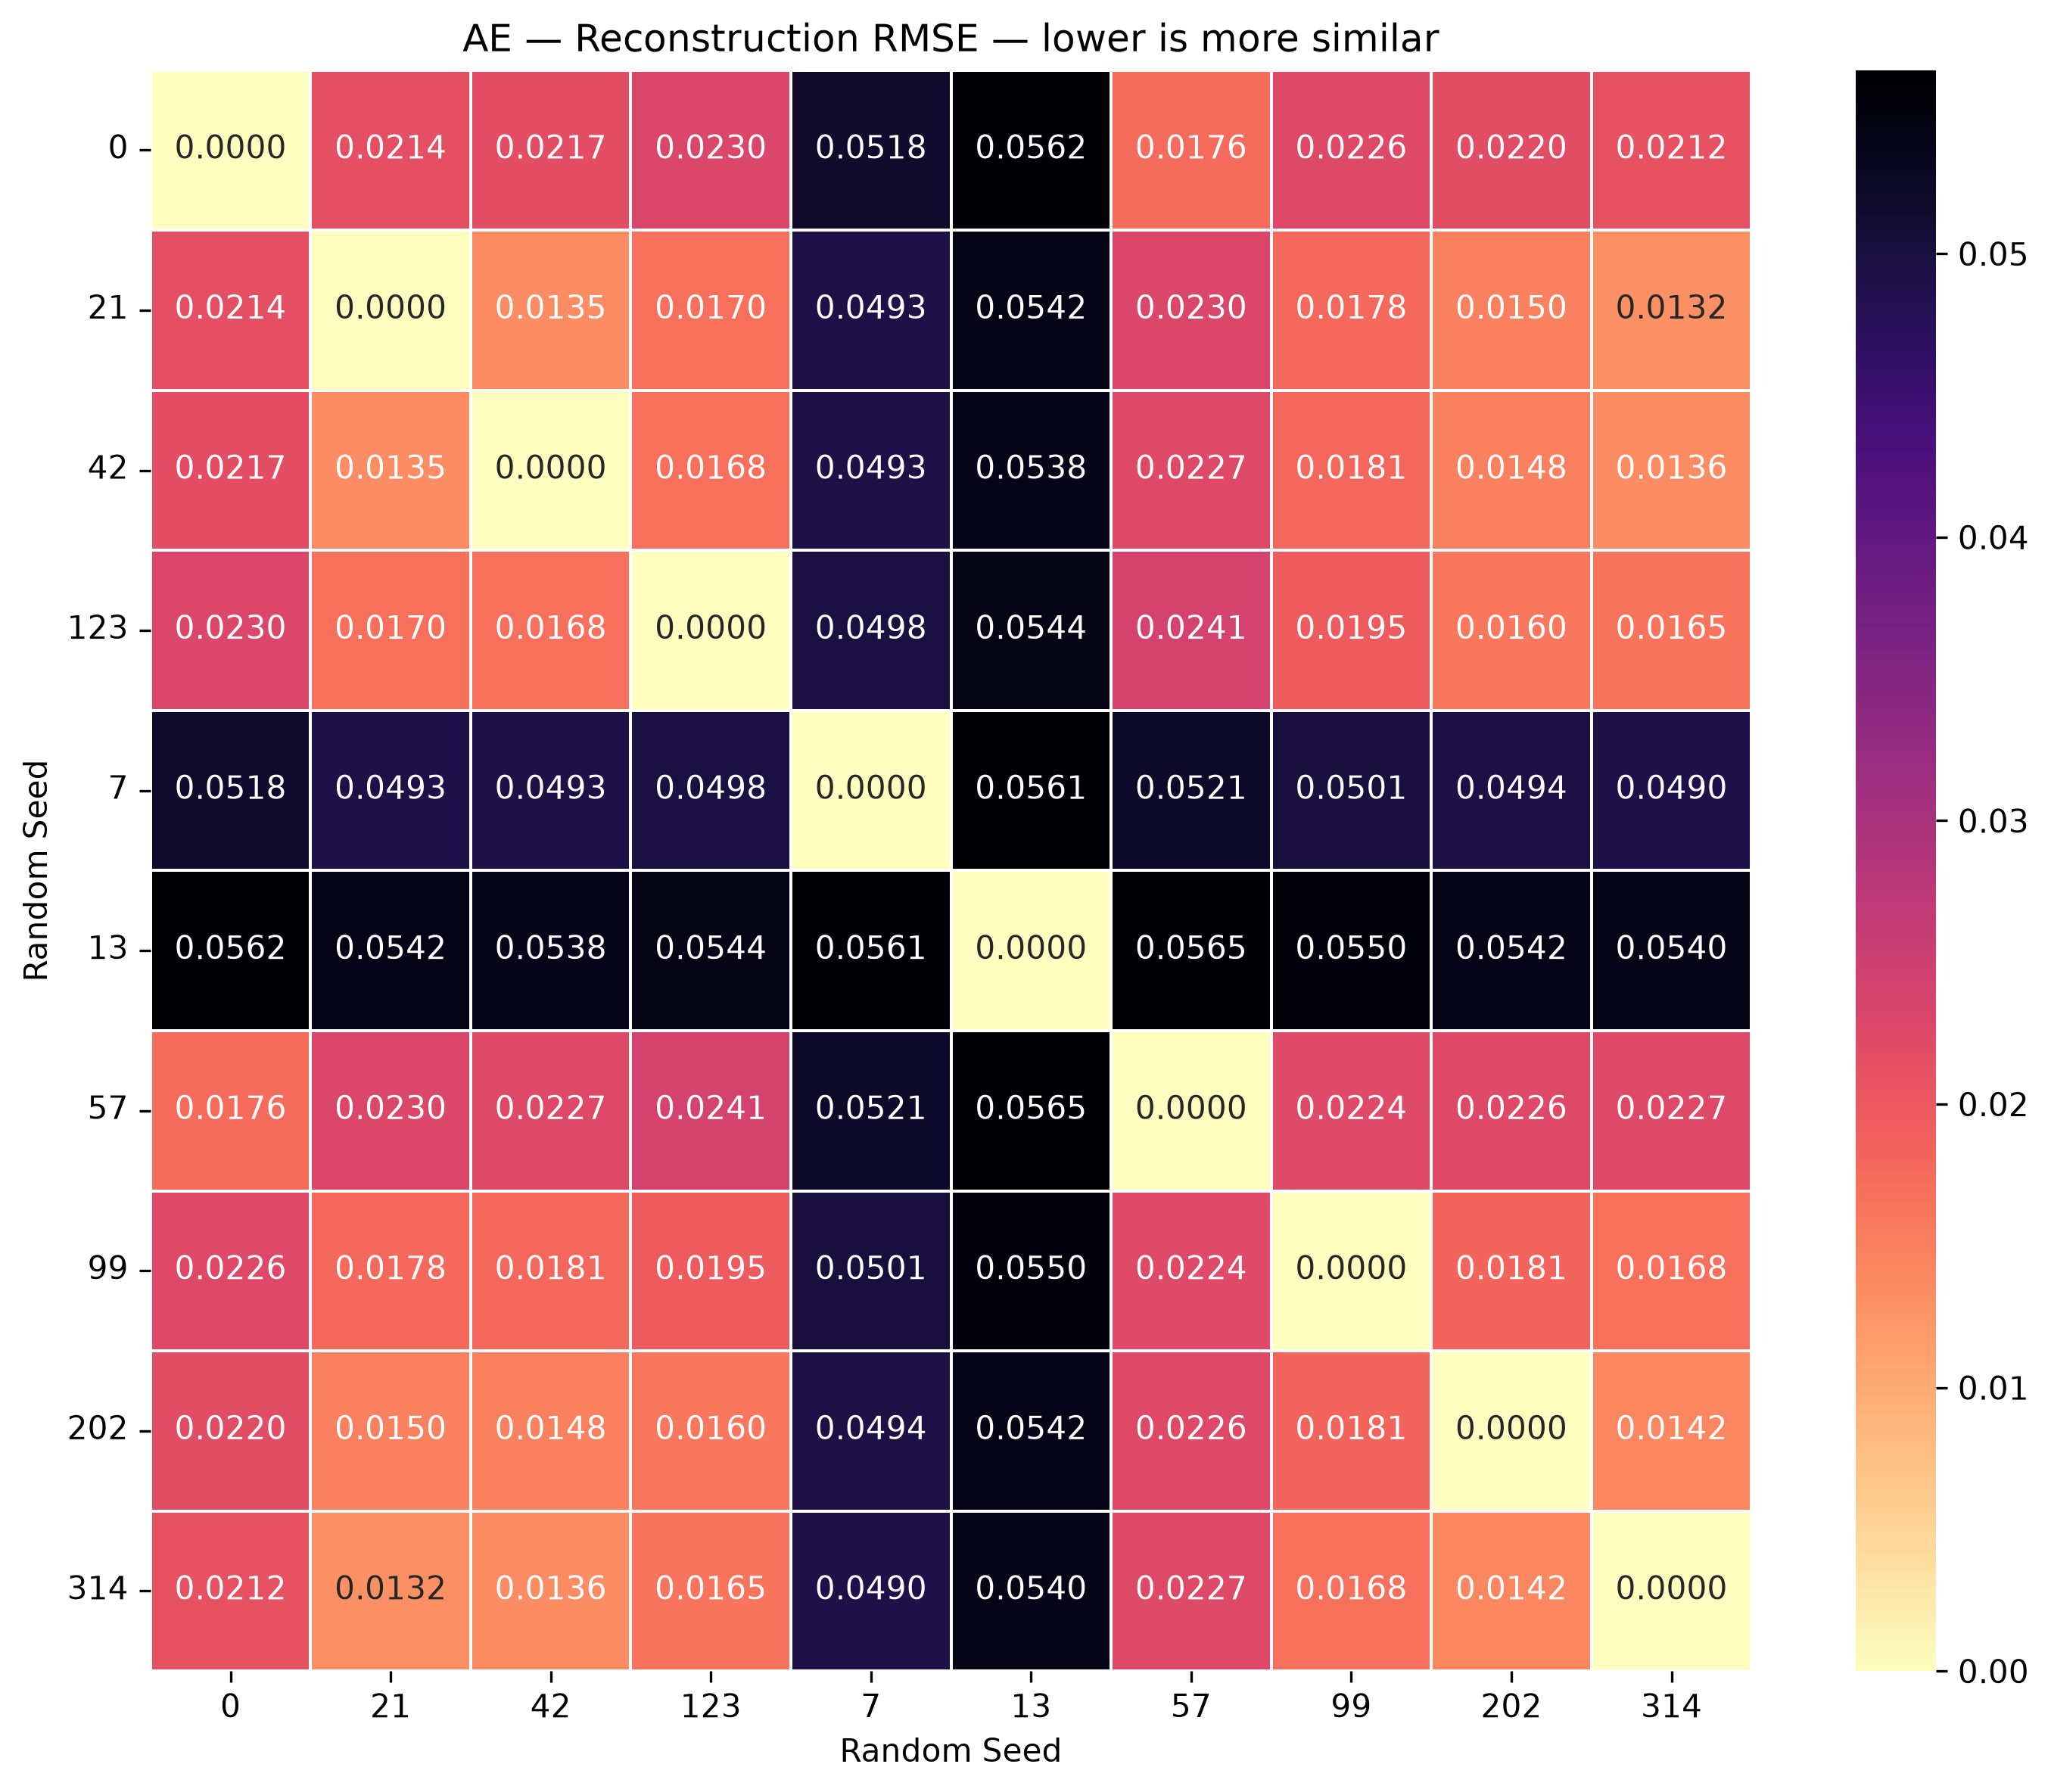 AE — Reconstruction RMSE — lower is more similar
0 0.0000 0.0214 0.0217 0.0230 0.0518 0.0562 0.0176 0.0226 0.0220 0.0212
21 0.0214 0.0000 0.0135 0.0170 0.0493 0.0542 0.0230 0.0178 0.0150 0.0132
42 0.0217 0.0135 0.0000 0.0168 0.0493 0.0538 0.0227 0.0181 0.0148 0.0136
123 0.0230 0.0170 0.0168 0.0000 0.0498 0.0544 0.0241 0.0195 0.0160 0.0165
7 0.0518 0.0493 0.0493 0.0498 0.0000 0.0561 0.0521 0.0501 0.0494 0.0490
13 0.0562 0.0542 0.0538 0.0544 0.0561 0.0000 0.0565 0.0550 0.0542 0.0540
57 0.0176 0.0230 0.0227 0.0241 0.0521 0.0565 0.0000 0.0224 0.0226 0.0227
99 0.0226 0.0178 0.0181 0.0195 0.0501 0.0550 0.0224 0.0000 0.0181 0.0168
202 0.0220 0.0150 0.0148 0.0160 0.0494 0.0542 0.0226 0.0181 0.0000 0.0142
314 0.0212 0.0132 0.0136 0.0165 0.0490 0.0540 0.0227 0.0168 0.0142 0.0000
0 21 42 123 7 13 57 99 202 314
Random Seed
Random Seed
0.05
0.04
0.03
0.02
0.01
0.00